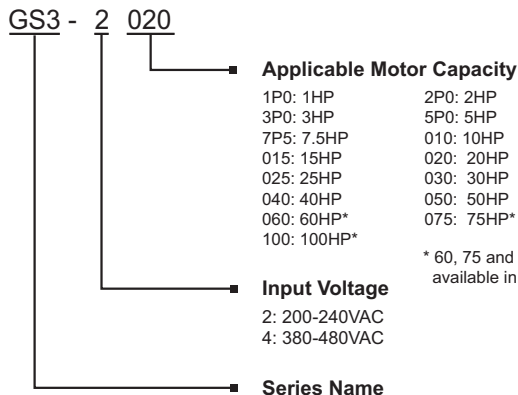 GS3 - 2 020
Applicable Motor Capacity
1P0: 1HP 2P0: 2HP
3P0: 3HP 5P0: 5HP
7P5: 7.5HP 010: 10HP
015: 15HP 020: 20HP
025: 25HP 030: 30HP
040: 40HP 050: 50HP
060: 60HP* 075: 75HP*
100: 100HP*
* 60, 75 and
available in
Input Voltage
2: 200-240VAC
4: 380-480VAC
Series Name